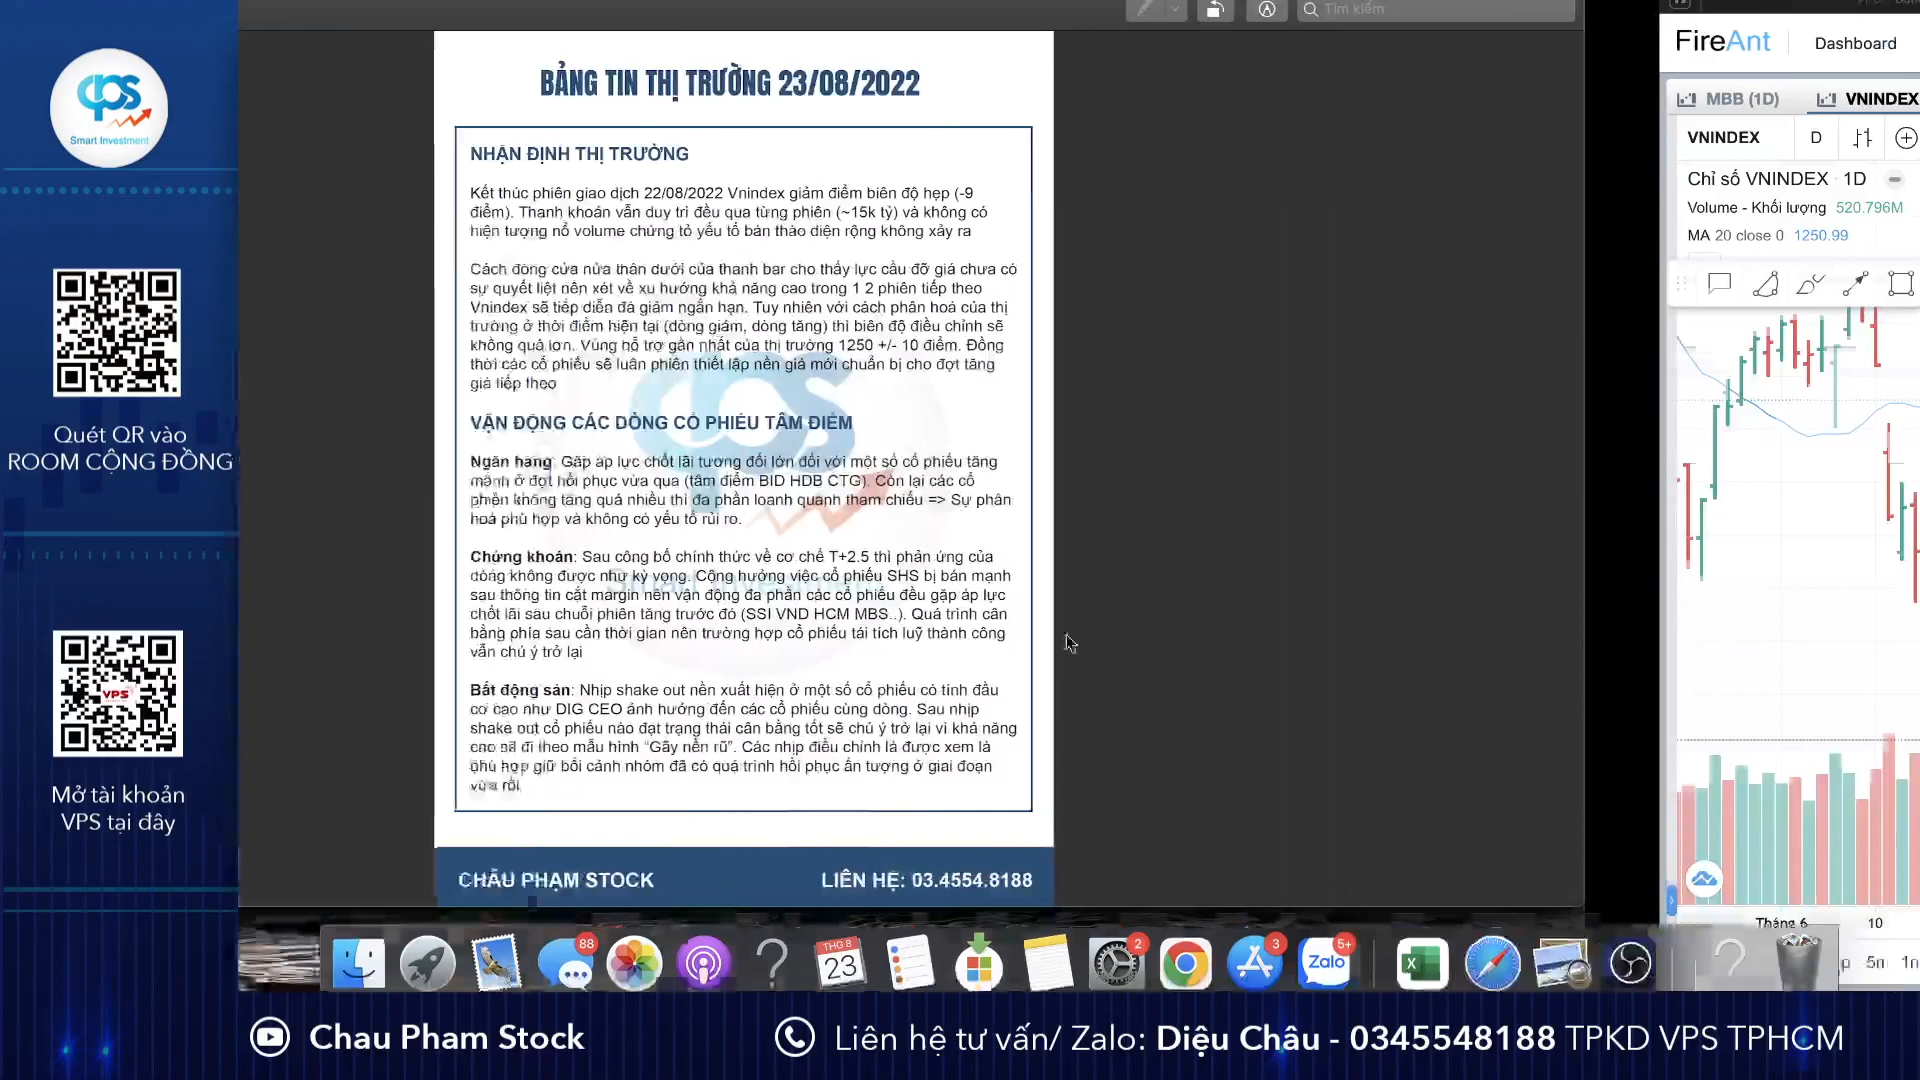 Tìm kiếm
FireAnt
Dashboard
MBB (1D)
VNINDEX
VNINDEX
D
Chỉ số VNINDEX · 1D
Volume - Khối lượng 520.796M
MA 20 close 0 1250.99
Smart Investment
Quét QR vào
ROOM CỘNG ĐỒNG
VPS
Mở tài khoản
VPS tại đây
BẢNG TIN THỊ TRƯỜNG 23/08/2022
NHẬN ĐỊNH THỊ TRƯỜNG
Kết thúc phiên giao dịch 22/08/2022 Vnindex giảm điểm biên độ hẹp (-9
điểm). Thanh khoản vẫn duy trì đều qua từng phiên (~15k tỷ) và không có
hiện tượng nổ volume chứng tỏ yếu tố bán tháo diện rộng không xảy ra
Cách đóng cửa nửa thân dưới của thanh bar cho thấy lực cầu đỡ giá chưa có
sự quyết liệt nên xét về xu hướng khả năng cao trong 1 2 phiên tiếp theo
Vnindex sẽ tiếp diễn đà giảm ngắn hạn. Tuy nhiên với cách phân hoá của thị
trường ở thời điểm hiện tại (dòng giảm, dòng tăng) thì biên độ điều chỉnh sẽ
không quá lớn. Vùng hỗ trợ gần nhất của thị trường 1250 +/- 10 điểm. Đồng
thời các cổ phiếu sẽ luân phiên thiết lập nền giá mới chuẩn bị cho đợt tăng
giá tiếp theo
VẬN ĐỘNG CÁC DÒNG CỔ PHIẾU TÂM ĐIỂM
Ngân hàng: Gặp áp lực chốt lãi tương đối lớn đối với một số cổ phiếu tăng
mạnh ở đợt hồi phục vừa qua (tâm điểm BID HDB CTG). Còn lại các cổ
phiếu không tăng quá nhiều thì đa phần loanh quanh tham chiếu => Sự phân
hoá phù hợp và không có yếu tố rủi ro.
Chứng khoán: Sau công bố chính thức về cơ chế T+2.5 thì phản ứng của
dòng không được như kỳ vọng. Cộng hưởng việc cổ phiếu SHS bị bán mạnh
sau thông tin cắt margin nên vận động đa phần các cổ phiếu đều gặp áp lực
chốt lãi sau chuỗi phiên tăng trước đó (SSI VND HCM MBS..). Quá trình cân
bằng phía sau cần thời gian nên trường hợp cổ phiếu tái tích luỹ thành công
vẫn chú ý trở lại
Bất động sản: Nhịp shake out nền xuất hiện ở một số cổ phiếu có tính đầu
cơ cao như DIG CEO ảnh hưởng đến các cổ phiếu cùng dòng. Sau nhịp
shake out cổ phiếu nào đạt trạng thái cân bằng tốt sẽ chú ý trở lại vì khả năng
cao sẽ đi theo mẫu hình “Gãy nền rũ”. Các nhịp điều chỉnh là được xem là
phù hợp giữ bối cảnh nhóm đã có quá trình hồi phục ấn tượng ở giai đoạn
vừa rồi
CHÂU PHẠM STOCK
LIÊN HỆ: 03.4554.8188
Tháng 6
10
5n
1n
88
THG 8
23
2
3
5+
Zalo
Chau Pham Stock
Liên hệ tư vấn/ Zalo: Diệu Châu - 0345548188 TPKD VPS TPHCM